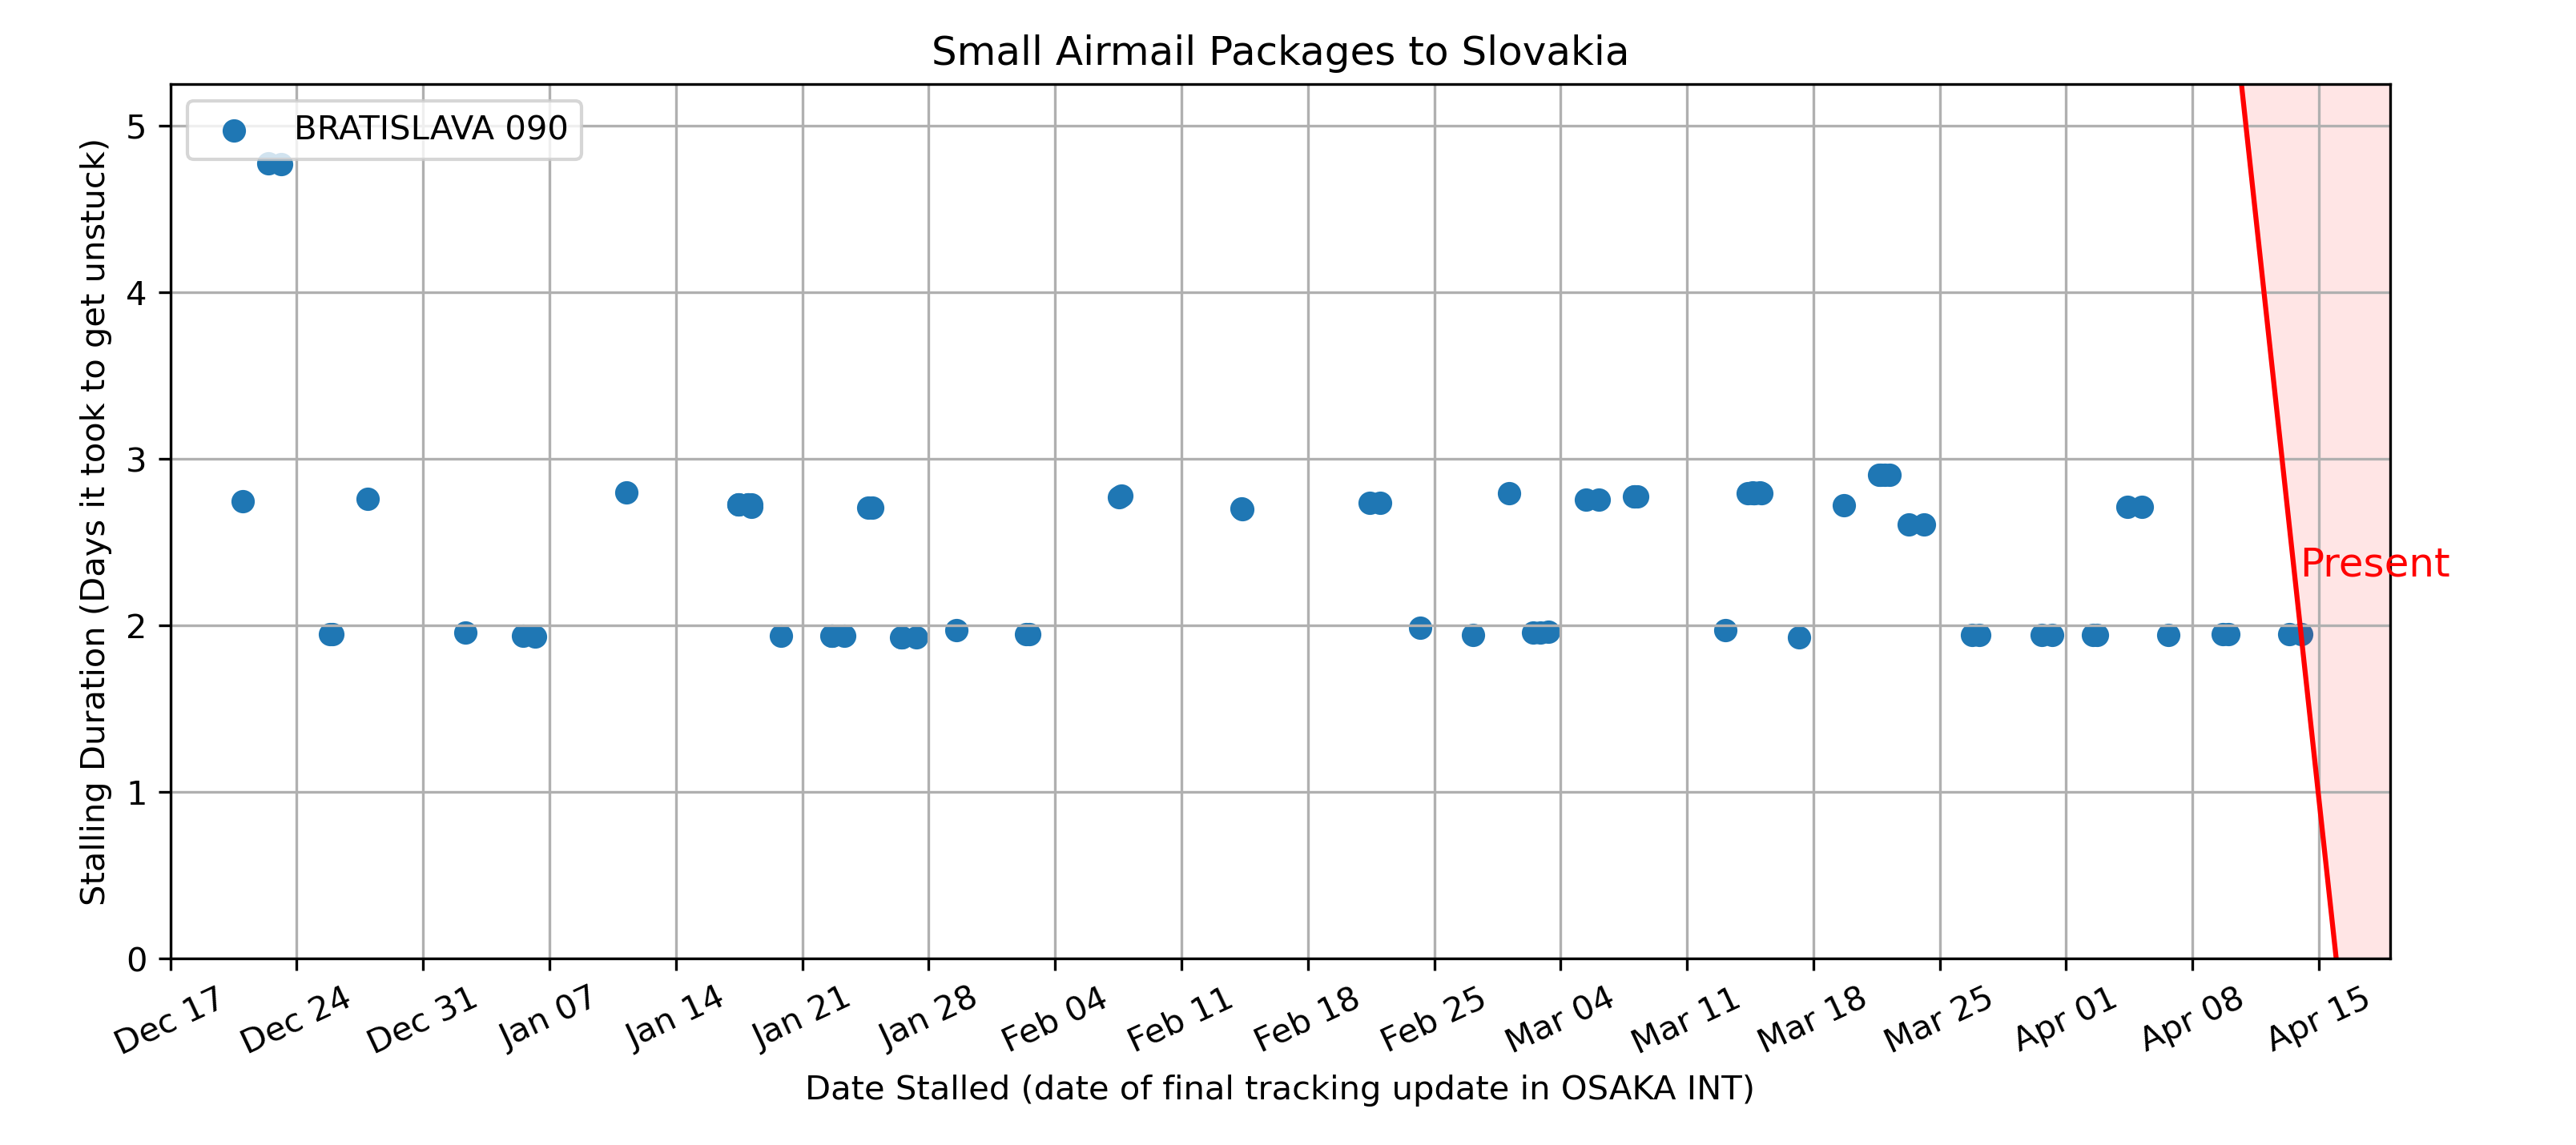 Small Airmail Packages to Slovakia
BRATISLAVA 090
Stalling Duration (Days it took to get unstuck)
5
4
3
2
1
0
Present
Dec 17
Dec 24
Dec 31
Jan 07
Jan 14
Jan 21
Jan 28
Feb 04
Feb 11
Feb 18
Feb 25
Mar 04
Mar 11
Mar 18
Mar 25
Apr 01
Apr 08
Apr 15
Date Stalled (date of final tracking update in OSAKA INT)